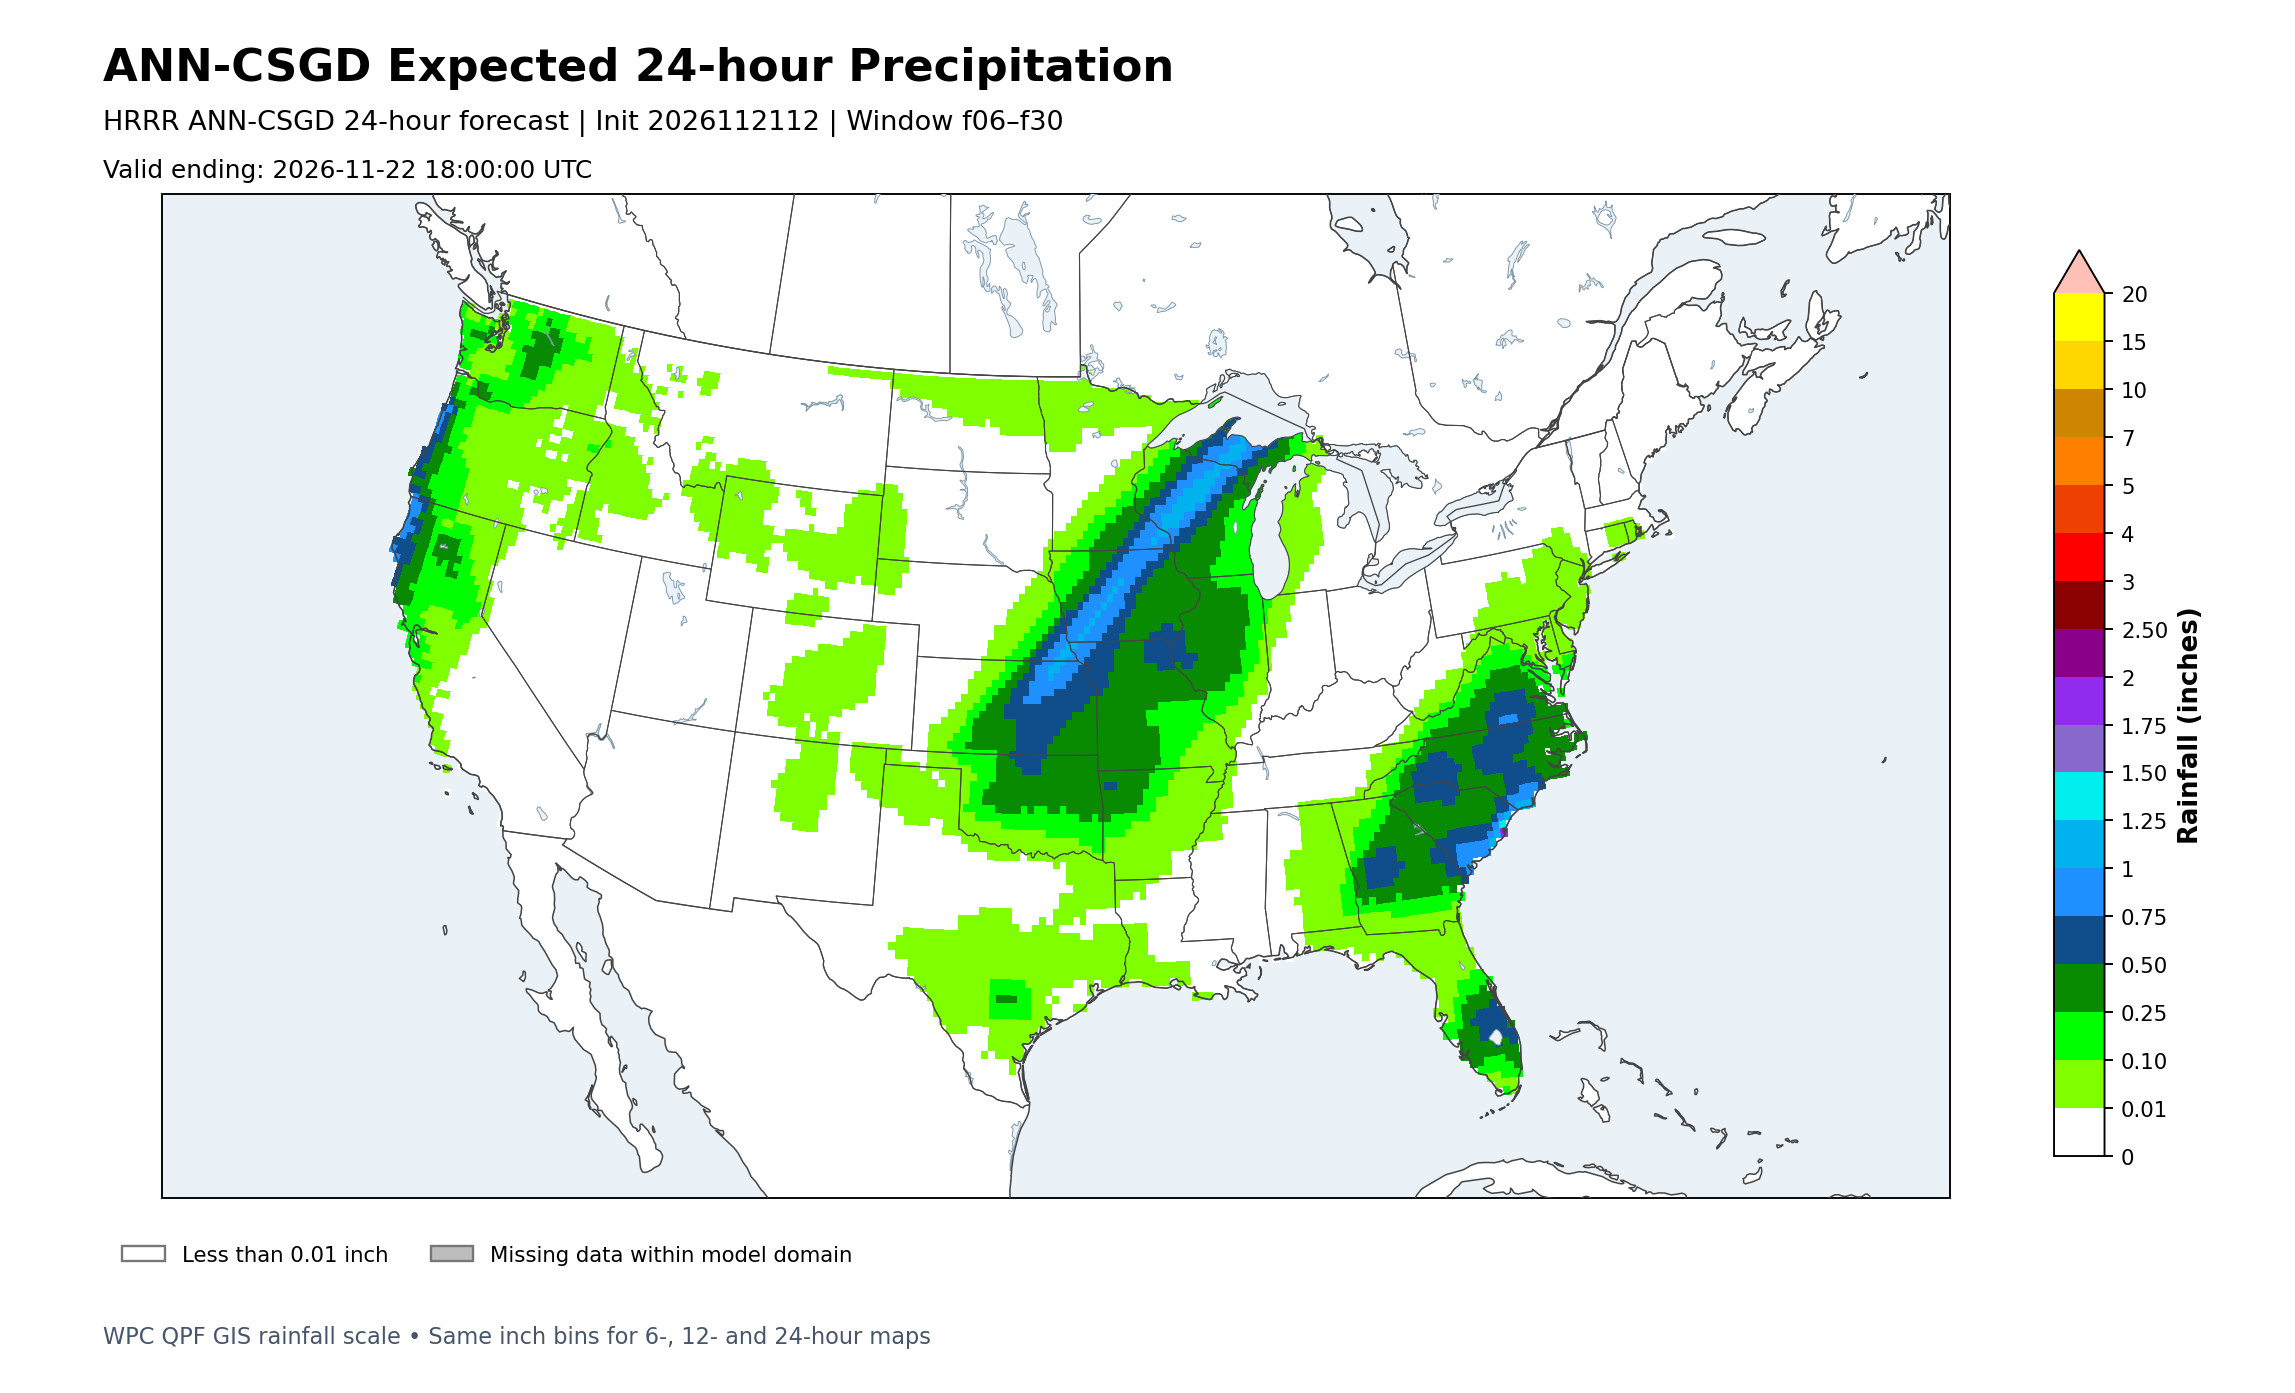 ANN-CSGD Expected 24-hour Precipitation
HRRR ANN-CSGD 24-hour forecast | Init 2026112112 | Window f06–f30
Valid ending: 2026-11-22 18:00:00 UTC
20
15
10
7
5
4
3
2.50
2
1.75
1.50
1.25
1
0.75
0.50
0.25
0.10
0.01
0
Rainfall (inches)
Less than 0.01 inch
Missing data within model domain
WPC QPF GIS rainfall scale • Same inch bins for 6-, 12- and 24-hour maps